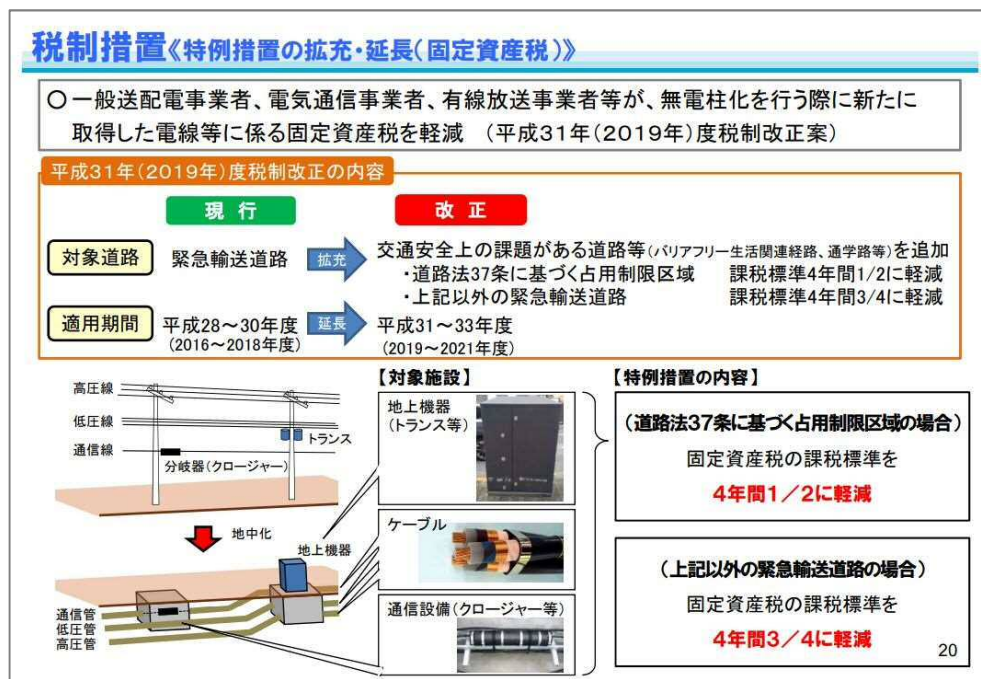 税制措置《特例措置の拡充・延長(固定資産税)》
○一般送配電事業者、電気通信事業者、有線放送事業者等が、無電柱化を行う際に新たに
取得した電線等に係る固定資産税を軽減 (平成31年(2019年)度税制改正案)
平成31年(2019年)度税制改正の内容
現 行
改 正
対象道路
緊急輸送道路
拡充
交通安全上の課題がある道路等(バリアフリー生活関連経路、通学路等)を追加
・道路法37条に基づく占用制限区域 課税標準4年間1/2に軽減
・上記以外の緊急輸送道路 課税標準4年間3/4に軽減
適用期間
平成28~30年度
(2016~2018年度)
延長
平成31~33年度
(2019~2021年度)
高圧線
低圧線
通信線
トランス
分岐器(クロージャー)
地中化
地上機器
通信管
低圧管
高圧管
【対象施設】
地上機器
(トランス等)
ケーブル
通信設備(クロージャー等)
【特例措置の内容】
(道路法37条に基づく占用制限区域の場合)
固定資産税の課税標準を
4年間1/2に軽減
(上記以外の緊急輸送道路の場合)
固定資産税の課税標準を
4年間3/4に軽減
20